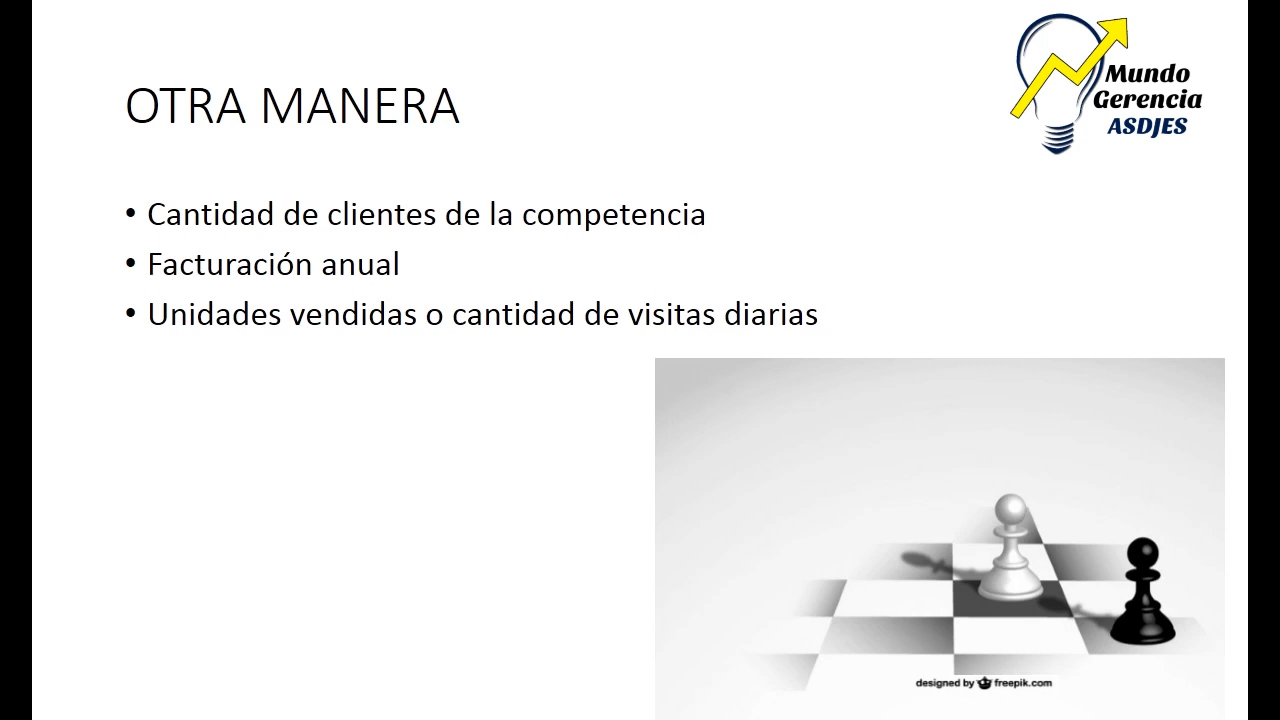 Mundo
Gerencia
ASDJES
OTRA MANERA
• Cantidad de clientes de la competencia
• Facturación anual
• Unidades vendidas o cantidad de visitas diarias
designed by freepik.com